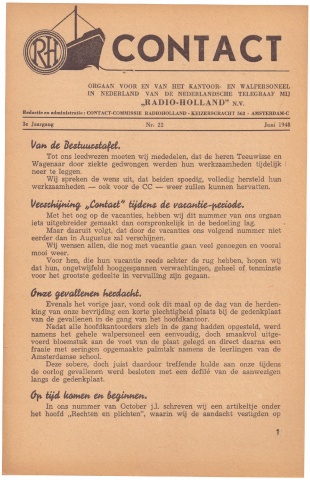 RH
CONTACT
ORGAAN VOOR EN VAN HET KANTOOR- EN WALPERSONEEL
IN NEDERLAND VAN DE NEDERLANDSCHE TELEGRAAF MIJ
„RADIO-HOLLAND” N.V.
Redactie en administratie: CONTACT-COMMISSIE RADIOHOLLAND - KEIZERSGRACHT 562 - AMSTERDAM-C
3e Jaargang Nr. 22 Juni 1948
Van de Bestuurstafel.
Tot ons leedwezen moeten wij mededelen, dat de heren Teeuwisse en
Wagenaar door ziekte gedwongen werden hun werkzaamheden tijdelijk
neer te leggen.
Wij spreken de wens uit, dat beiden spoedig, volledig hersteld hun
werkzaamheden — ook voor de CC — weer zullen kunnen hervatten.
Verschijning „Contact” tijdens de vacantie-periode.
Met het oog op de vacanties, hebben wij dit nummer van ons orgaan
iets uitgebreider gemaakt dan oorspronkelijk in de bedoeling lag.
Maar daaruit volgt, dat door de vacanties ons volgend nummer niet
eerder dan in Augustus zal verschijnen.
Wij wensen allen, die nog met vacantie gaan veel genoegen en vooral
mooi weer.
Voor hem, die hun vacantie reeds achter de rug hebben, hopen wij
dat hun, ongetwijfeld hooggespannen verwachtingen, geheel of tenminste
voor het grootste gedeelte in vervulling zijn gegaan.
Onze gevallenen herdacht.
Evenals het vorige jaar, vond ook dit maal op de dag van de herden-
king van onze bevrijding een korte plechtigheid plaats bij de gedenkplaat
van de gevallenen in de gang van het hoofdkantoor.
Nadat alle hoofdkantoorders zich in de gang hadden opgesteld, werd
namens het gehele walpersoneel een eenvoudig, doch smaakvol uitge-
voerd bloemstuk aan de voet van de plaat gelegd en direct daarna een
fraaie met seringen opgemaakte palmtak namens de leerlingen van de
Amsterdamse school.
Deze sobere, doch juist daardoor treffende hulde aan onze tijdens
de oorlog gevallenen werd besloten met een defilé van de aanwezigen
langs de gedenkplaat.
Op tijd komen en beginnen.
In ons nummer van October j.l. schreven wij een artikeltje onder
het hoofd „Rechten en plichten”, waarin wij de aandacht vestigden op
1